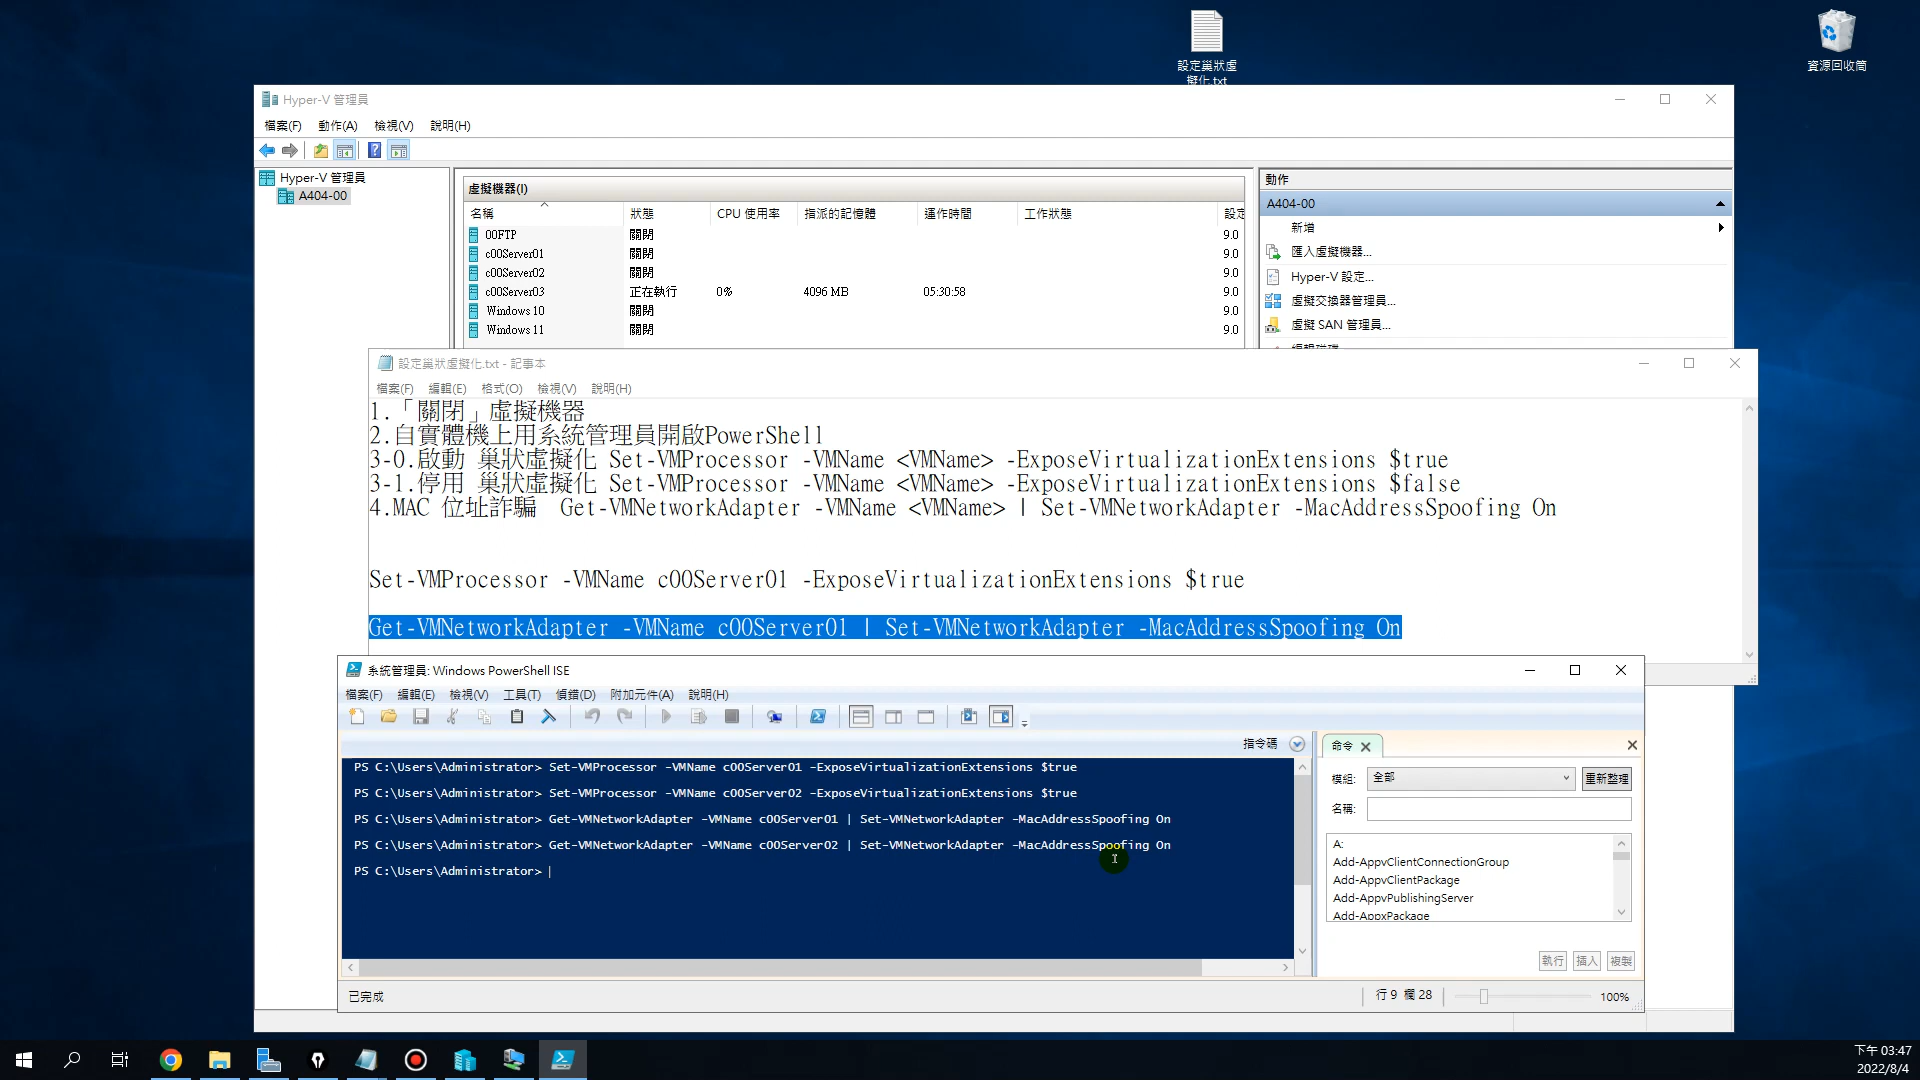 設定巢狀虛
擬化.txt
資源回收筒
Hyper-V 管理員
檔案(F) 動作(A) 檢視(V) 說明(H)
Hyper-V 管理員
A404-00
虛擬機器(I)
名稱 狀態 CPU 使用率 指派的記憶體 運作時間 工作狀態 設定
00FTP 關閉 9.0
c00Server01 關閉 9.0
c00Server02 關閉 9.0
c00Server03 正在執行 0% 4096 MB 05:30:58 9.0
Windows 10 關閉 9.0
Windows 11 關閉 9.0
動作
A404-00
新增
匯入虛擬機器...
Hyper-V 設定...
虛擬交換器管理員...
虛擬 SAN 管理員...
設定巢狀虛擬化.txt - 記事本
檔案(F) 編輯(E) 格式(O) 檢視(V) 說明(H)
1.「關閉」虛擬機器
2.自實體機上用系統管理員開啟PowerShell
3-0.啟動 巢狀虛擬化 Set-VMProcessor -VMName <VMName> -ExposeVirtualizationExtensions $true
3-1.停用 巢狀虛擬化 Set-VMProcessor -VMName <VMName> -ExposeVirtualizationExtensions $false
4.MAC 位址詐騙 Get-VMNetworkAdapter -VMName <VMName> | Set-VMNetworkAdapter -MacAddressSpoofing On
Set-VMProcessor -VMName c00Server01 -ExposeVirtualizationExtensions $true
Get-VMNetworkAdapter -VMName c00Server01 | Set-VMNetworkAdapter -MacAddressSpoofing On
系統管理員: Windows PowerShell ISE
檔案(F) 編輯(E) 檢視(V) 工具(T) 偵錯(D) 附加元件(A) 說明(H)
指令碼
PS C:\Users\Administrator> Set-VMProcessor -VMName c00Server01 -ExposeVirtualizationExtensions $true
PS C:\Users\Administrator> Set-VMProcessor -VMName c00Server02 -ExposeVirtualizationExtensions $true
PS C:\Users\Administrator> Get-VMNetworkAdapter -VMName c00Server01 | Set-VMNetworkAdapter -MacAddressSpoofing On
PS C:\Users\Administrator> Get-VMNetworkAdapter -VMName c00Server02 | Set-VMNetworkAdapter -MacAddressSpoofing On
PS C:\Users\Administrator>
命令
模組: 全部 重新整理
名稱:
A:
Add-AppvClientConnectionGroup
Add-AppvClientPackage
Add-AppvPublishingServer
Add-AppxPackage
執行 插入 複製
已完成 行 9 欄 28 100%
下午 03:47
2022/8/4